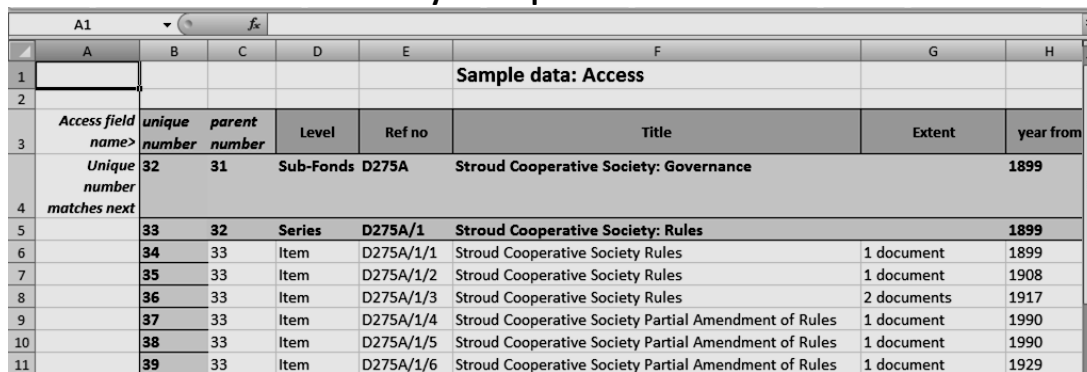 A1 fx
A B C D E F G H
1 Sample data: Access
2
3 Access field name> unique number parent number Level Ref no Title Extent year from
4 Unique number matches next 32 31 Sub-Fonds D275A Stroud Cooperative Society: Governance 1899
5 33 32 Series D275A/1 Stroud Cooperative Society: Rules 1899
6 34 33 Item D275A/1/1 Stroud Cooperative Society Rules 1 document 1899
7 35 33 Item D275A/1/2 Stroud Cooperative Society Rules 1 document 1908
8 36 33 Item D275A/1/3 Stroud Cooperative Society Rules 2 documents 1917
9 37 33 Item D275A/1/4 Stroud Cooperative Society Partial Amendment of Rules 1 document 1990
10 38 33 Item D275A/1/5 Stroud Cooperative Society Partial Amendment of Rules 1 document 1990
11 39 33 Item D275A/1/6 Stroud Cooperative Society Partial Amendment of Rules 1 document 1929